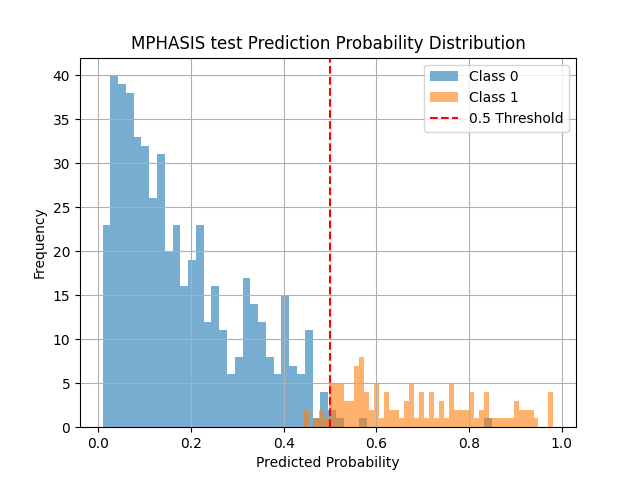 MPHASIS test Prediction Probability Distribution
Class 0
Class 1
0.5 Threshold
Frequency
40
35
30
25
20
15
10
5
0
0.0 0.2 0.4 0.6 0.8 1.0
Predicted Probability